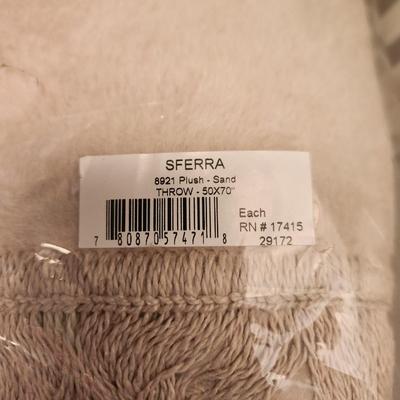 SFERRA
8921 Plush - Sand
THROW - 50X70"
Each
RN # 17415
29172
7 80870 57471 8